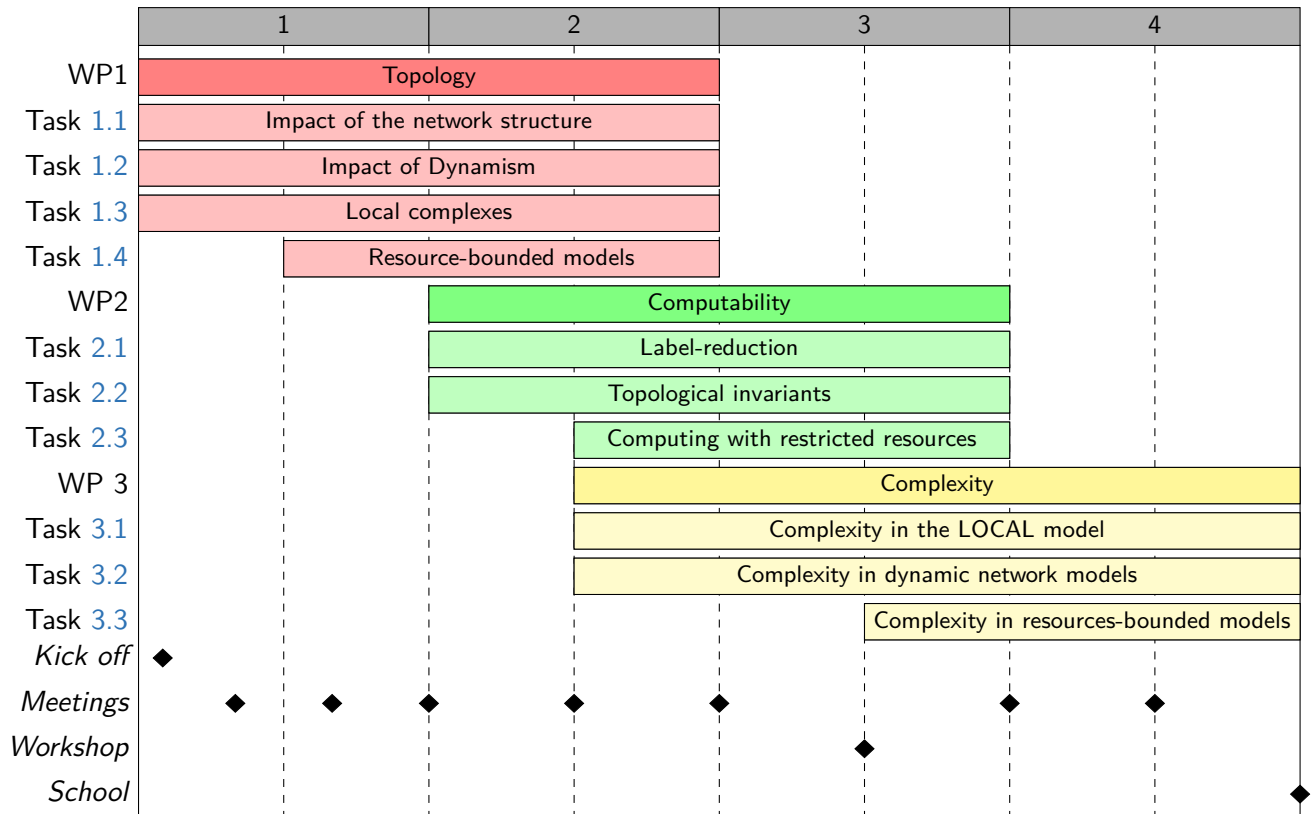 1 2 3 4
WP1 Topology
Task 1.1 Impact of the network structure
Task 1.2 Impact of Dynamism
Task 1.3 Local complexes
Task 1.4 Resource-bounded models
WP2 Computability
Task 2.1 Label-reduction
Task 2.2 Topological invariants
Task 2.3 Computing with restricted resources
WP 3 Complexity
Task 3.1 Complexity in the LOCAL model
Task 3.2 Complexity in dynamic network models
Task 3.3 Complexity in resources-bounded models
Kick off
Meetings
Workshop
School